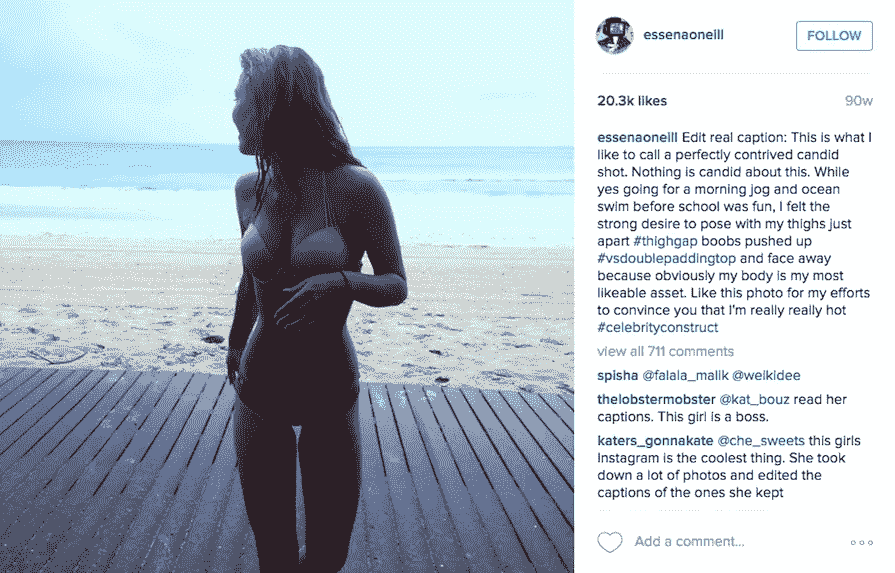 essenaoneill
FOLLOW
20.3k likes
90w
essenaoneill Edit real caption: This is what I
like to call a perfectly contrived candid
shot. Nothing is candid about this. While
yes going for a morning jog and ocean
swim before school was fun, I felt the
strong desire to pose with my thighs just
apart #thighgap boobs pushed up
#vsdoublepaddingtop and face away
because obviously my body is my most
likeable asset. Like this photo for my efforts
to convince you that I'm really really hot
#celebrityconstruct
view all 711 comments
spisha @falala_malik @weikidee
thelobstermobster @kat_bouz read her
captions. This girl is a boss.
katers_gonnakate @che_sweets this girls
Instagram is the coolest thing. She took
down a lot of photos and edited the
captions of the ones she kept
Add a comment...